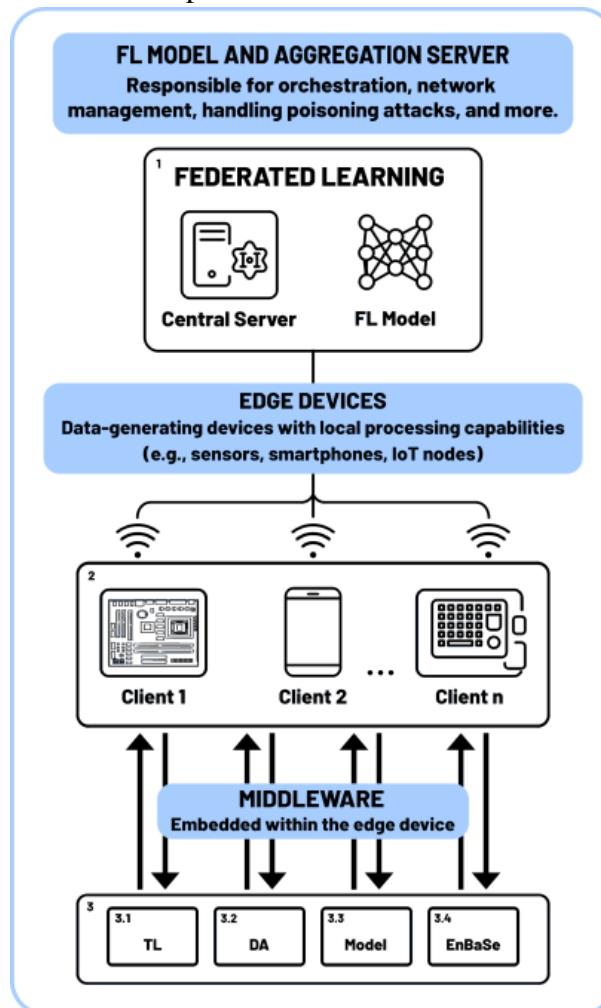 FL MODEL AND AGGREGATION SERVER
Responsible for orchestration, network
management, handling poisoning attacks, and more.
1
FEDERATED LEARNING
Central Server
FL Model
EDGE DEVICES
Data-generating devices with local processing capabilities
(e.g., sensors, smartphones, IoT nodes)
2
...
Client 1
Client 2
Client n
MIDDLEWARE
Embedded within the edge device
3
3.1
TL
3.2
DA
3.3
Model
3.4
EnBaSe